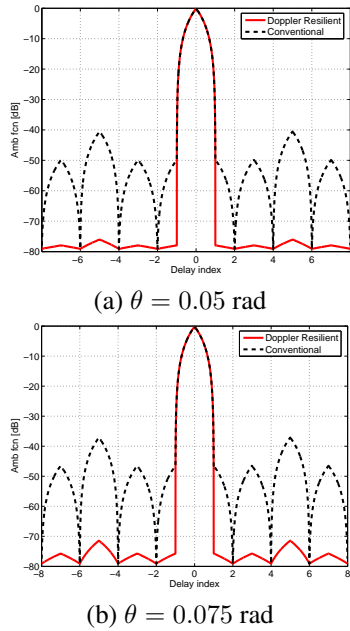 0
Doppler Resilient
Conventional
−10
−20
−30
Amb fcn [dB]
−40
−50
−60
−70
−80
−6 −4 −2 0 2 4 6
Delay index
(a) θ = 0.05 rad
0
Doppler Resilient
Conventional
−10
−20
−30
Amb fcn [dB]
−40
−50
−60
−70
−80
−8 −6 −4 −2 0 2 4 6 8
Delay index
(b) θ = 0.075 rad